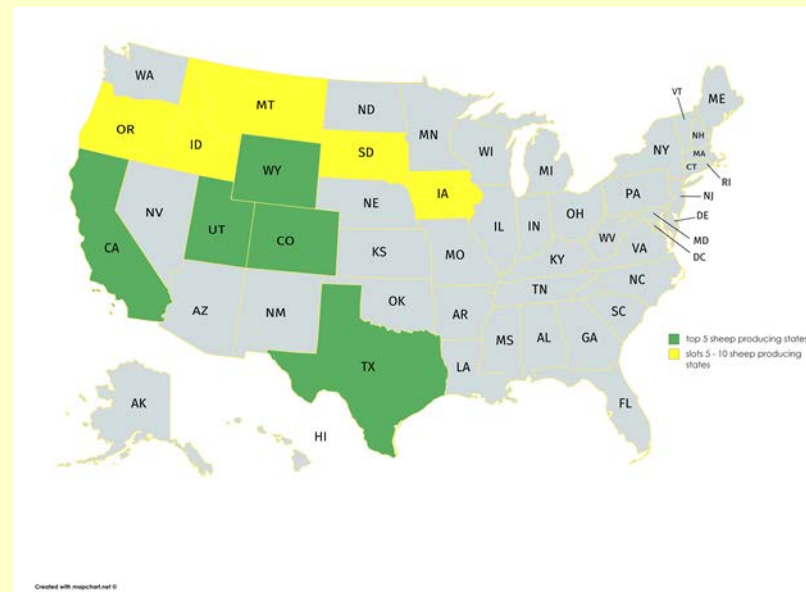 WA
MT
ND
MN
ME
VT
NH
MA
CT
RI
OR
ID
SD
WI
MI
NY
WY
IA
PA
NJ
NE
IL
IN
OH
DE
MD
DC
NV
UT
CO
KS
MO
WV
VA
KY
CA
NC
TN
SC
AZ
NM
OK
AR
MS
AL
GA
TX
LA
FL
AK
HI
top 5 sheep producing states
slots 5 - 10 sheep producing
states
Created with mapchart.net ©